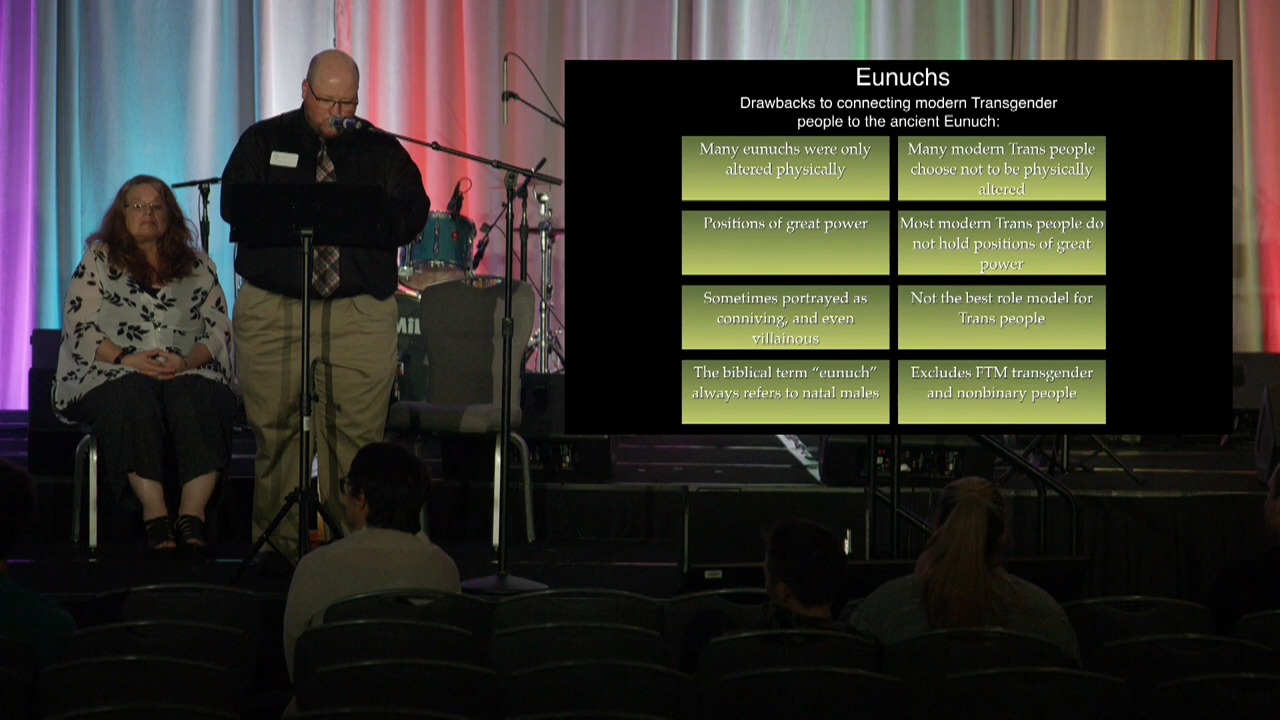 Eunuchs
Drawbacks to connecting modern Transgender
people to the ancient Eunuch:
Many eunuchs were only
altered physically
Many modern Trans people
choose not to be physically
altered
Positions of great power
Most modern Trans people do
not hold positions of great
power
Sometimes portrayed as
conniving, and even
villainous
Not the best role model for
Trans people
The biblical term “eunuch”
always refers to natal males
Excludes FTM transgender
and nonbinary people